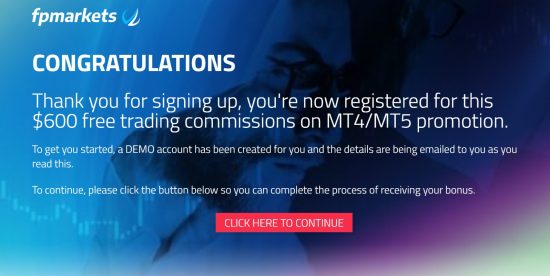 fpmarkets
CONGRATULATIONS
Thank you for signing up, you're now registered for this
$600 free trading commissions on MT4/MT5 promotion.
To get you started, a DEMO account has been created for you and the details are being emailed to you as you
read this.
To continue, please click the button below so you can complete the process of receiving your bonus.
CLICK HERE TO CONTINUE